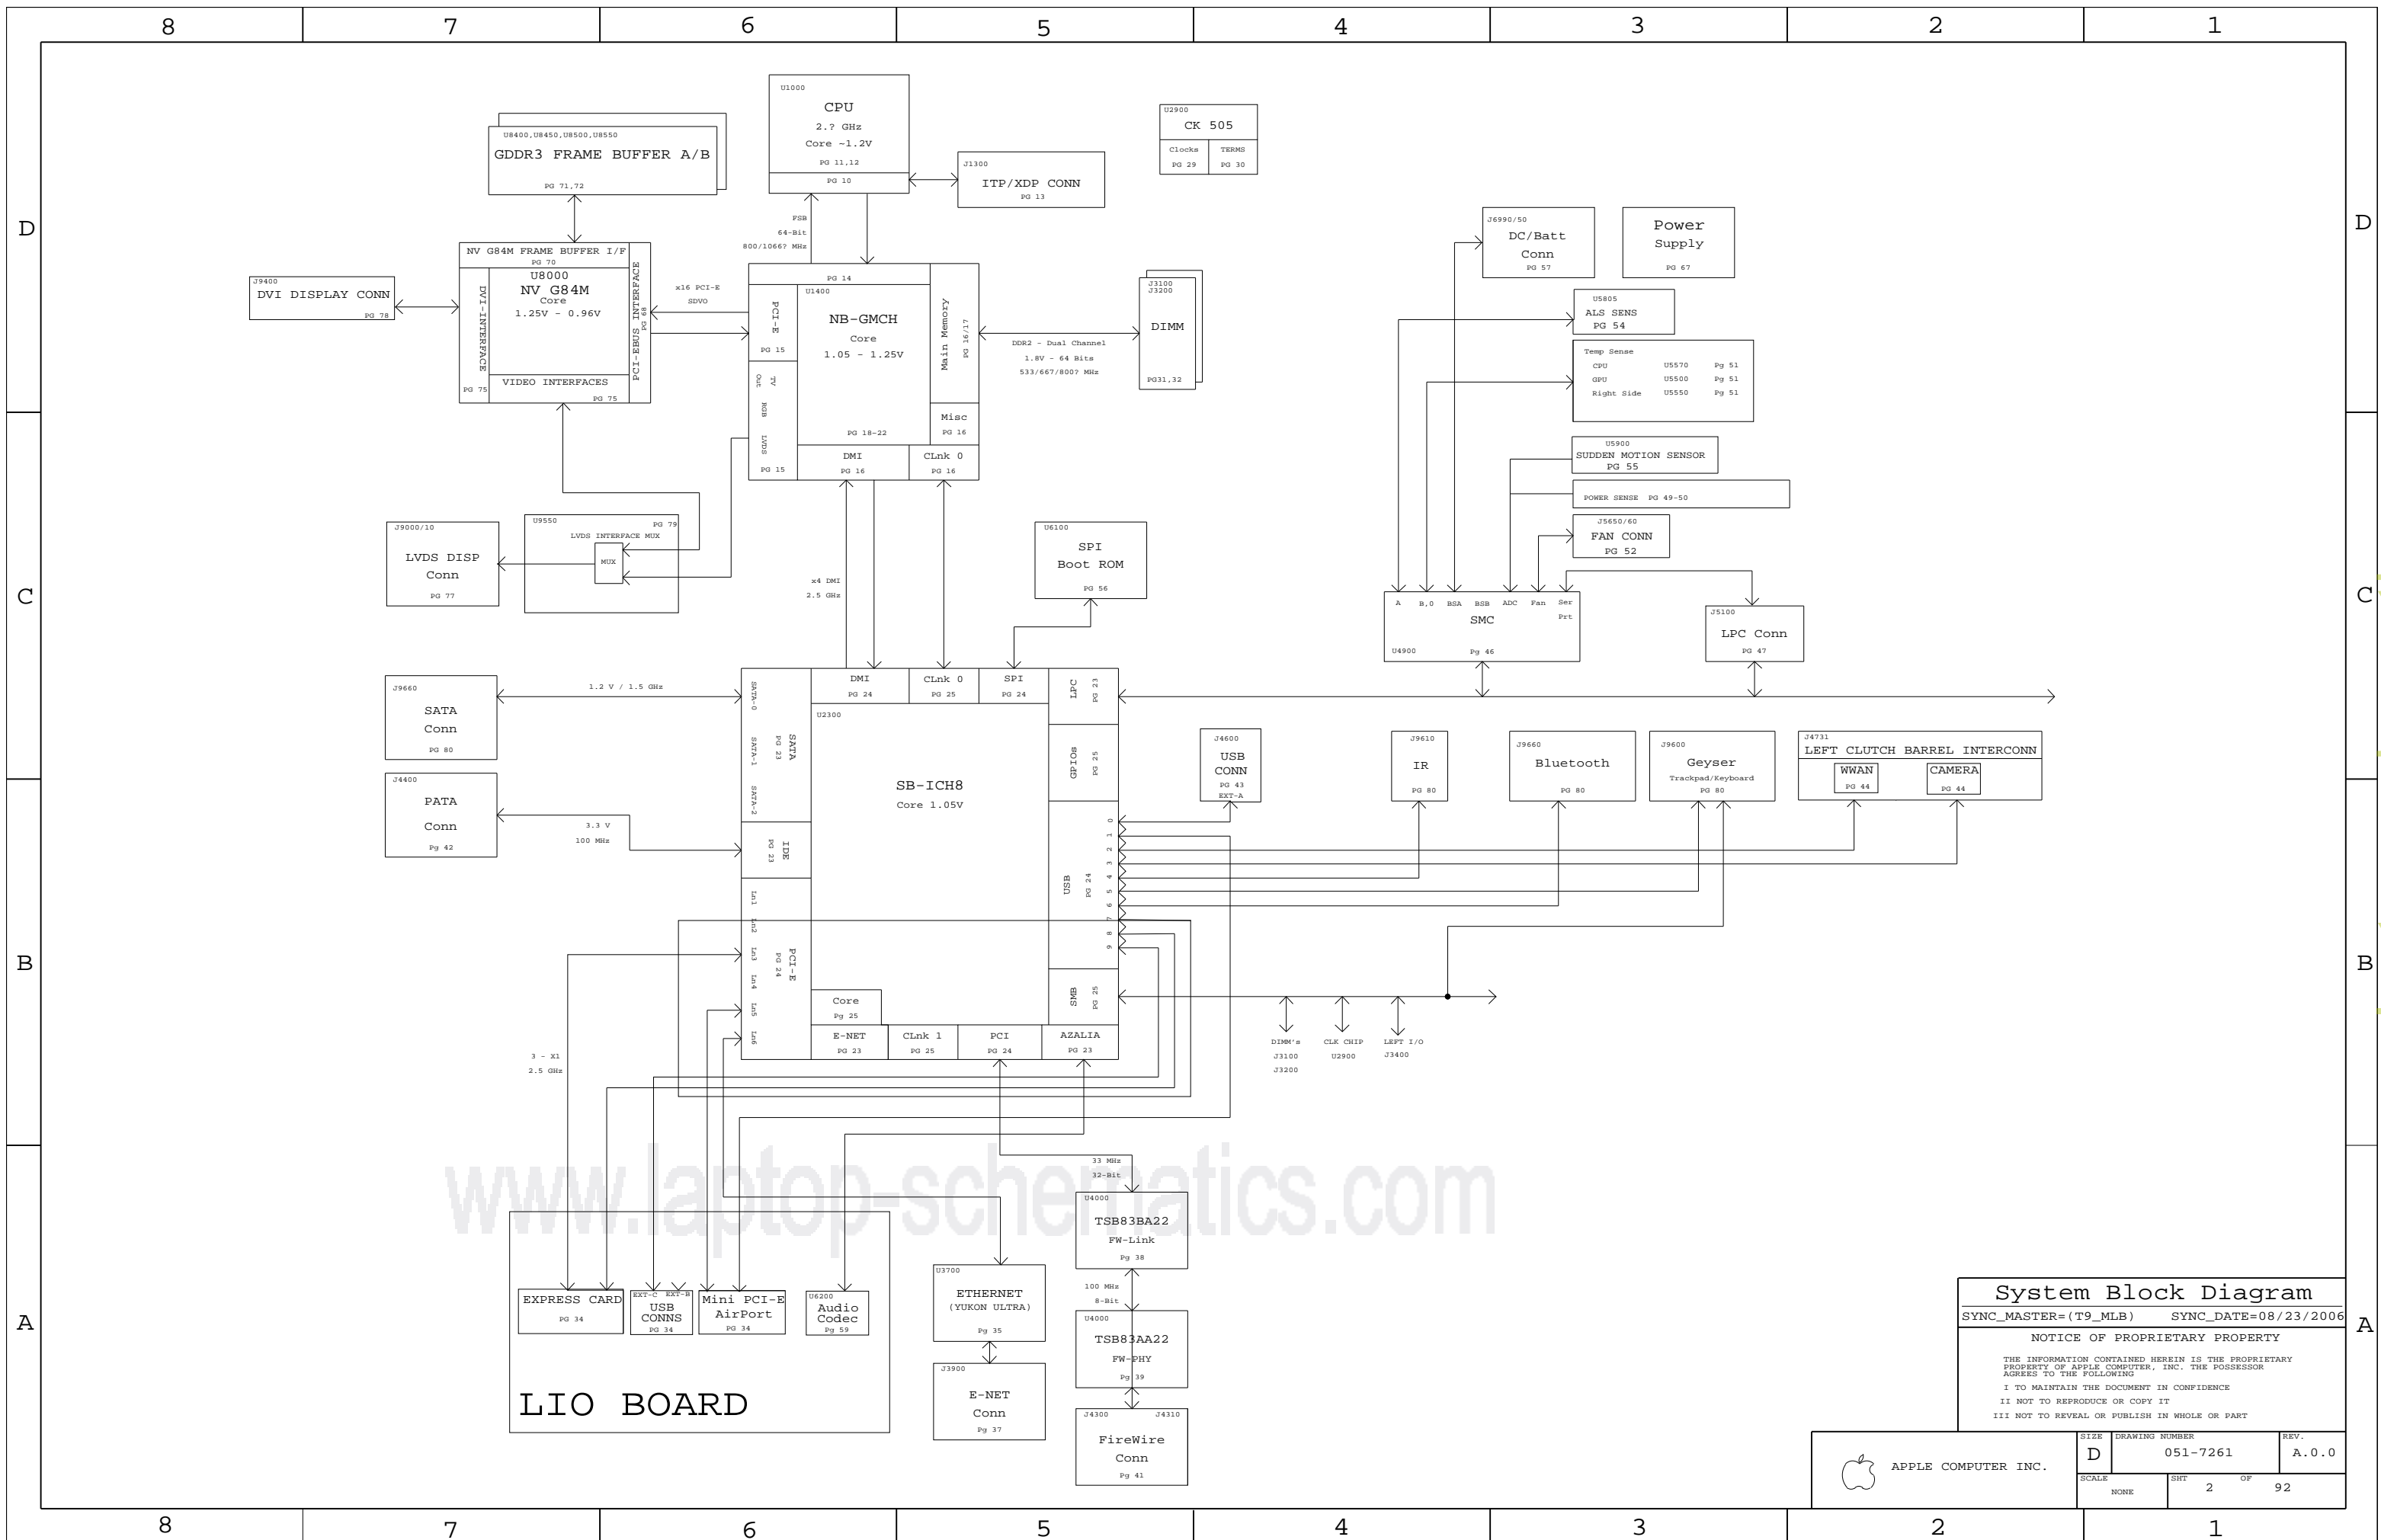 8 7 6 5 4 3 2 1
D
C
B
A
U1000
CPU
2.? GHz
Core ~1.2V
PG 11,12
PG 10
U2900
CK 505
Clocks
PG 29
TERMS
PG 30
U8400,U8450,U8500,U8550
GDDR3 FRAME BUFFER A/B
PG 71,72
J1300
ITP/XDP CONN
PG 13
FSB
64-Bit
800/1066? MHz
J6990/50
DC/Batt
Conn
PG 57
Power
Supply
PG 67
NV G84M FRAME BUFFER I/F
PG 70
U8000
NV G84M
Core
1.25V - 0.96V
DVI-INTERFACE
PG 75
PCI-EBUS INTERFACE
PG 68
VIDEO INTERFACES
PG 75
J9400
DVI DISPLAY CONN
PG 78
x16 PCI-E
SDVO
PG 14
U1400
NB-GMCH
Core
1.05 - 1.25V
PG 18-22
PCI-E
PG 15
TV
Out
RGB
LVDS
PG 15
Main Memory
PG 16/17
Misc
PG 16
DMI
PG 16
CLnk 0
PG 16
DDR2 - Dual Channel
1.8V - 64 Bits
533/667/800? MHz
J3100
J3200
DIMM
PG31,32
U5805
ALS SENS
PG 54
Temp Sense
CPU U5570 Pg 51
GPU U5500 Pg 51
Right Side U5550 Pg 51
U5900
SUDDEN MOTION SENSOR
PG 55
POWER SENSE PG 49-50
J5650/60
FAN CONN
PG 52
J9000/10
LVDS DISP
Conn
PG 77
U9550
PG 79
LVDS INTERFACE MUX
MUX
x4 DMI
2.5 GHz
U6100
SPI
Boot ROM
PG 56
A B,0 BSA BSB ADC Fan Ser
Prt
SMC
U4900 Pg 46
J5100
LPC Conn
PG 47
J9660
SATA
Conn
PG 80
1.2 V / 1.5 GHz
J4400
PATA
Conn
Pg 42
3.3 V
100 MHz
DMI
PG 24
CLnk 0
PG 25
SPI
PG 24
LPC
PG 23
U2300
SB-ICH8
Core 1.05V
SATA-0
SATA-1
SATA-2
SATA
PG 23
IDE
PG 23
Ln1
Ln2
Ln3
Ln4
Ln5
Ln6
PCI-E
PG 24
GPIOs
PG 25
USB
PG 24
0
1
2
3
4
5
6
7
8
9
SMB
PG 25
Core
Pg 25
E-NET
PG 23
CLnk 1
PG 25
PCI
PG 24
AZALIA
PG 23
J4600
USB
CONN
PG 43
EXT-A
J9610
IR
PG 80
J9660
Bluetooth
PG 80
J9600
Geyser
Trackpad/Keyboard
PG 80
J4731
LEFT CLUTCH BARREL INTERCONN
WWAN
PG 44
CAMERA
PG 44
DIMM's
J3100
J3200
CLK CHIP
U2900
LEFT I/O
J3400
3 - X1
2.5 GHz
www.laptop-schematics.com
33 MHz
32-Bit
U4000
TSB83BA22
FW-Link
Pg 38
100 MHz
8-Bit
U4000
TSB83AA22
FW-PHY
Pg 39
J4300 J4310
FireWire
Conn
Pg 41
EXPRESS CARD
PG 34
EXT-C EXT-B
USB
CONNS
PG 34
Mini PCI-E
AirPort
PG 34
U6200
Audio
Codec
Pg 59
LIO BOARD
U3700
ETHERNET
(YUKON ULTRA)
Pg 35
J3900
E-NET
Conn
Pg 37
System Block Diagram
SYNC_MASTER=(T9_MLB) SYNC_DATE=08/23/2006
NOTICE OF PROPRIETARY PROPERTY
THE INFORMATION CONTAINED HEREIN IS THE PROPRIETARY
PROPERTY OF APPLE COMPUTER, INC. THE POSSESSOR
AGREES TO THE FOLLOWING
I TO MAINTAIN THE DOCUMENT IN CONFIDENCE
II NOT TO REPRODUCE OR COPY IT
III NOT TO REVEAL OR PUBLISH IN WHOLE OR PART
APPLE COMPUTER INC.
SIZE
D
DRAWING NUMBER
051-7261
REV.
A.0.0
SCALE
NONE
SHT OF
2 92
D
C
B
A
8 7 6 5 4 3 2 1